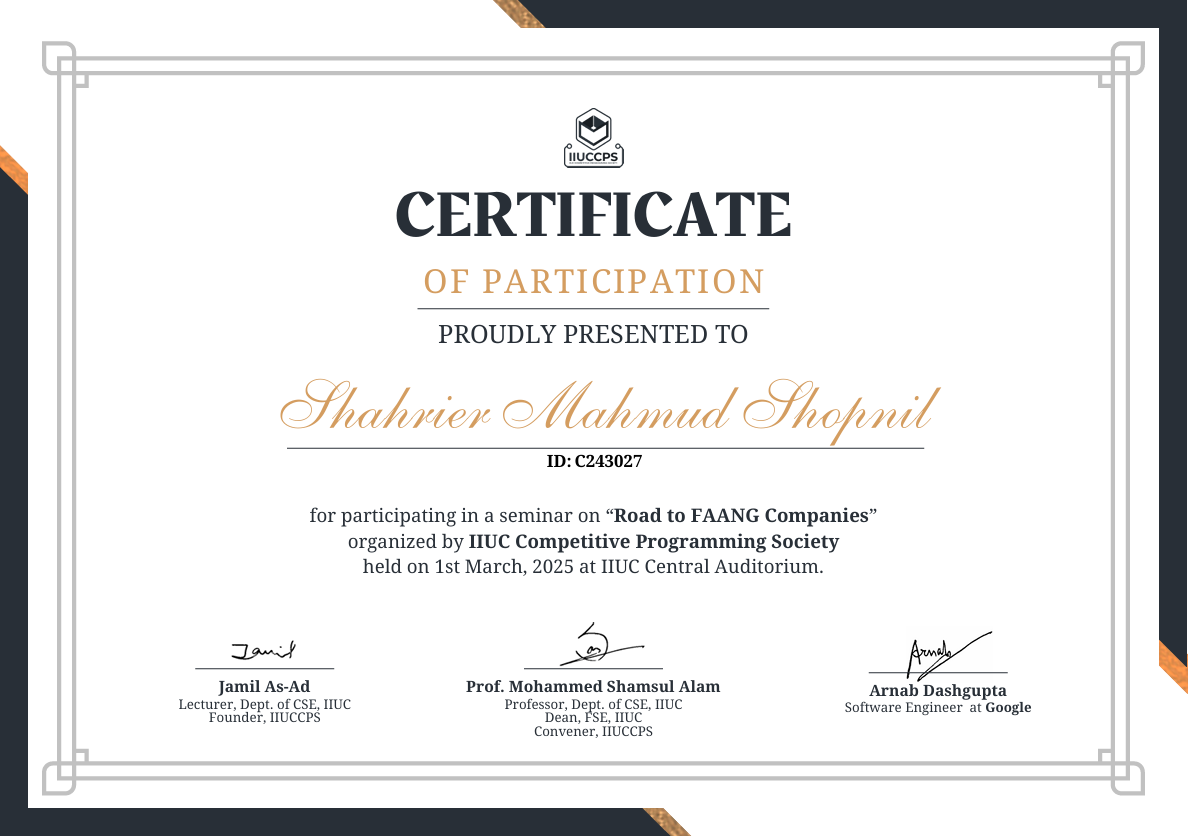 IIUCCPS
CERTIFICATE
OF PARTICIPATION
PROUDLY PRESENTED TO
Shahrier Mahmud Shopnil
ID: C243027
for participating in a seminar on “Road to FAANG Companies”
organized by IIUC Competitive Programming Society
held on 1st March, 2025 at IIUC Central Auditorium.
Jamil
Arnab
Jamil As-Ad
Lecturer, Dept. of CSE, IIUC
Founder, IIUCCPS
Prof. Mohammed Shamsul Alam
Professor, Dept. of CSE, IIUC
Dean, FSE, IIUC
Convener, IIUCCPS
Arnab Dashgupta
Software Engineer at Google